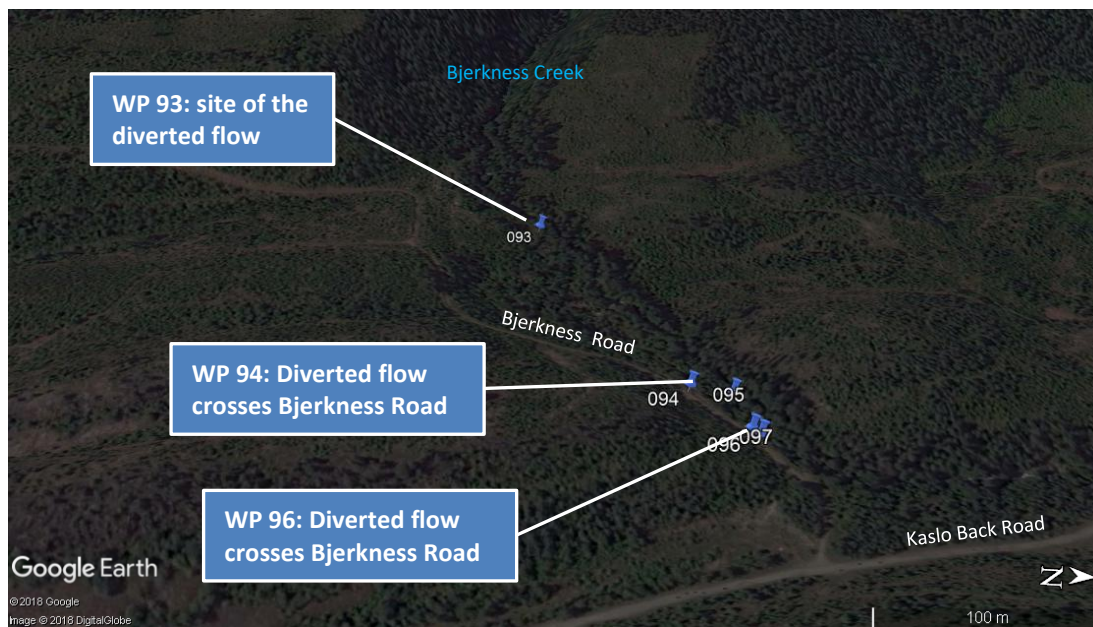 Bjerkness Creek
WP 93: site of the
diverted flow
093
Bjerkness Road
WP 94: Diverted flow
crosses Bjerkness Road
094
095
096
097
WP 96: Diverted flow
crosses Bjerkness Road
Kaslo Back Road
Google Earth
©2018 Google
Image © 2018 DigitalGlobe
N
100 m